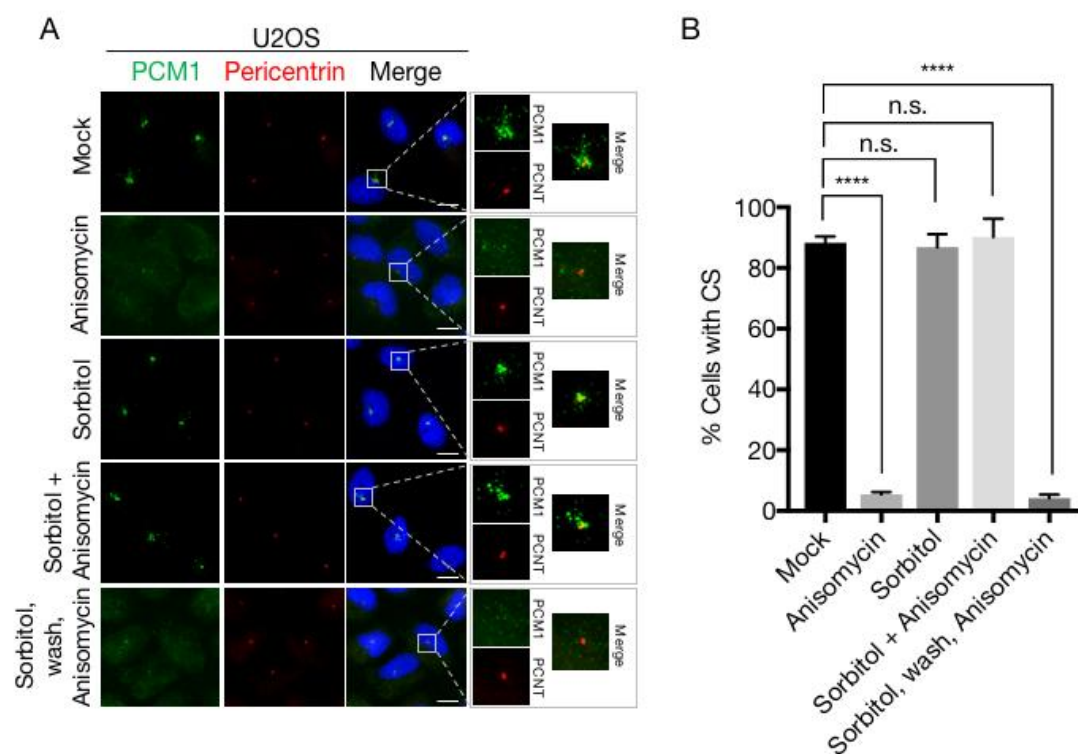 A
U2OS
PCM1 Pericentrin Merge
Mock
PCM1
PCNT
Merge
Anisomycin
PCM1
PCNT
Merge
Sorbitol
PCM1
PCNT
Merge
Sorbitol +
Anisomycin
PCM1
PCNT
Merge
Sorbitol,
wash,
Anisomycin
PCM1
PCNT
Merge
B
****
n.s.
n.s.
****
% Cells with CS
100
80
60
40
20
0
Mock
Anisomycin
Sorbitol
Sorbitol + Anisomycin
Sorbitol, wash, Anisomycin